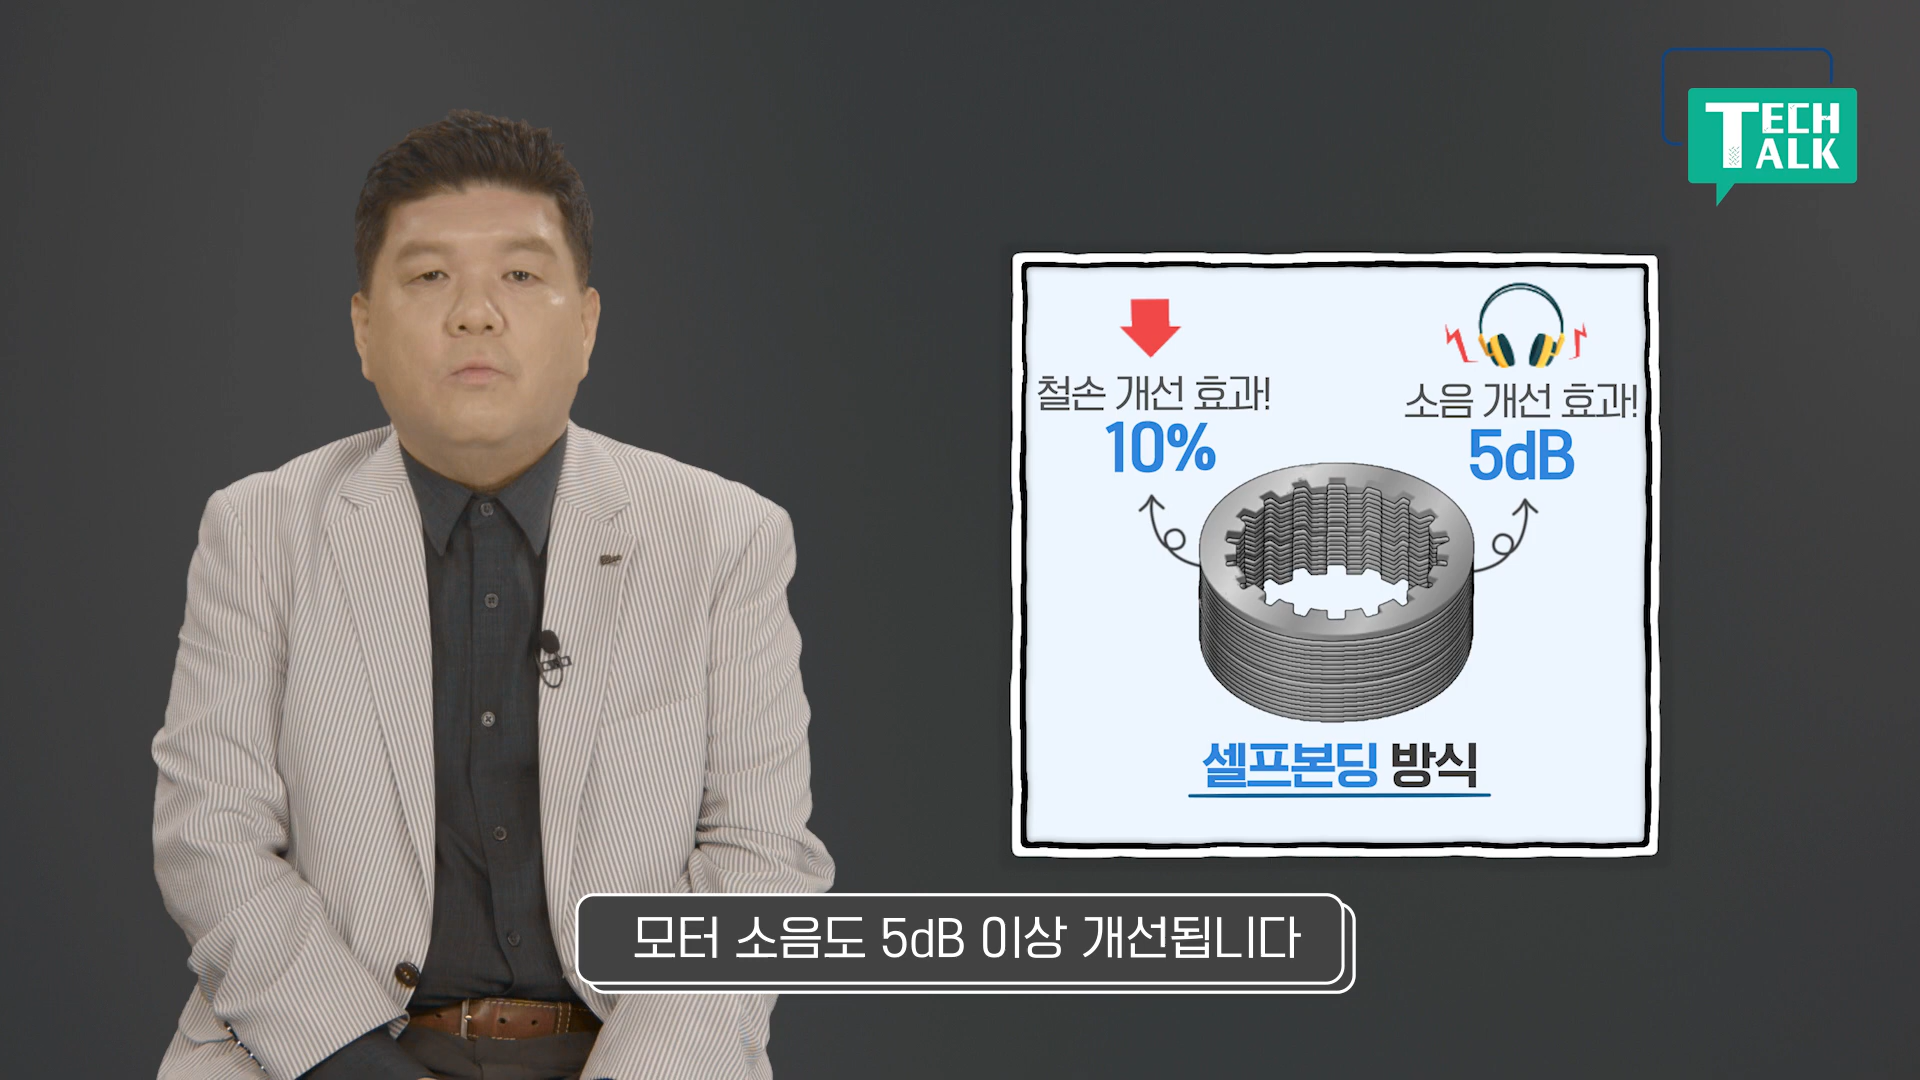 TECH
TALK
철손 개선 효과!
10%
소음 개선 효과!
5dB
셀프본딩 방식
모터 소음도 5dB 이상 개선됩니다